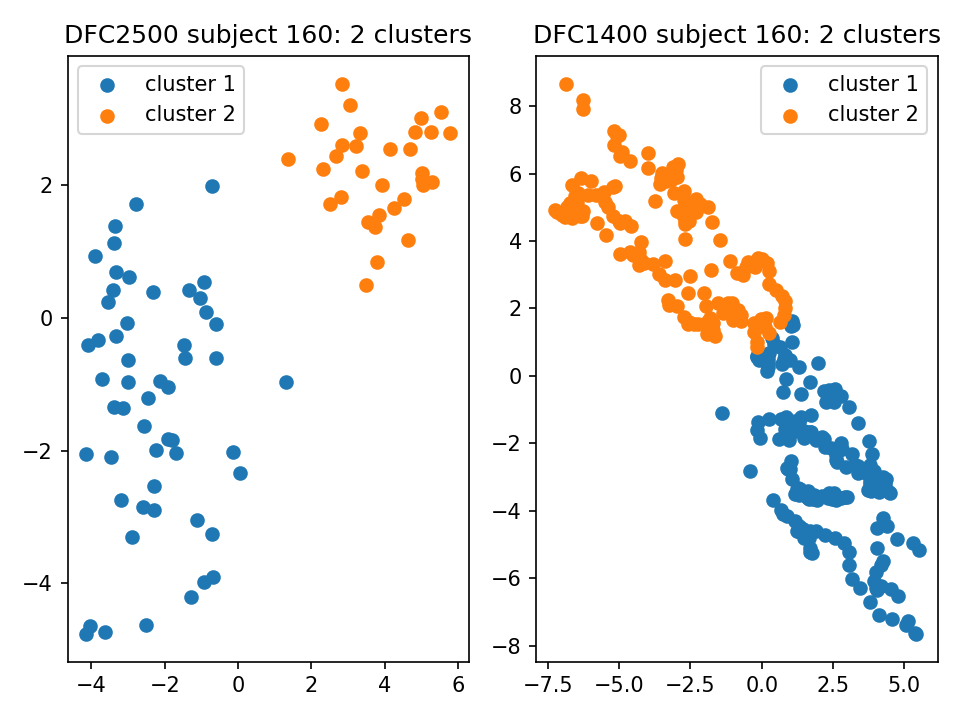 DFC2500 subject 160: 2 clusters
cluster 1
cluster 2
2
0
−2
−4
−4 −2 0 2 4 6
DFC1400 subject 160: 2 clusters
cluster 1
cluster 2
8
6
4
2
0
−2
−4
−6
−8
−7.5 −5.0 −2.5 0.0 2.5 5.0